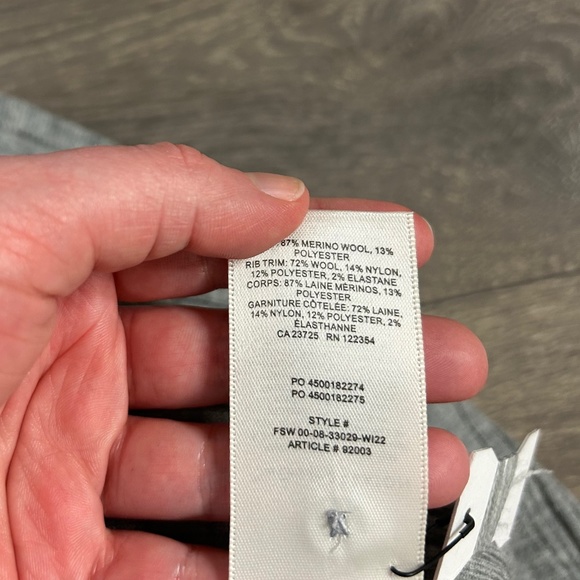 87% MERINO WOOL, 13%
POLYESTER
RIB TRIM: 72% WOOL, 14% NYLON,
12% POLYESTER, 2% ELASTANE
CORPS: 87% LAINE MÉRINOS, 13%
POLYESTER
GARNITURE CÔTELÉE: 72% LAINE,
14% NYLON, 12% POLYESTER, 2%
ÉLASTHANNE
CA 23725 RN 122354
PO 4500182274
PO 4500182275
STYLE #
FSW 00-08-33029-WI22
ARTICLE # 92003